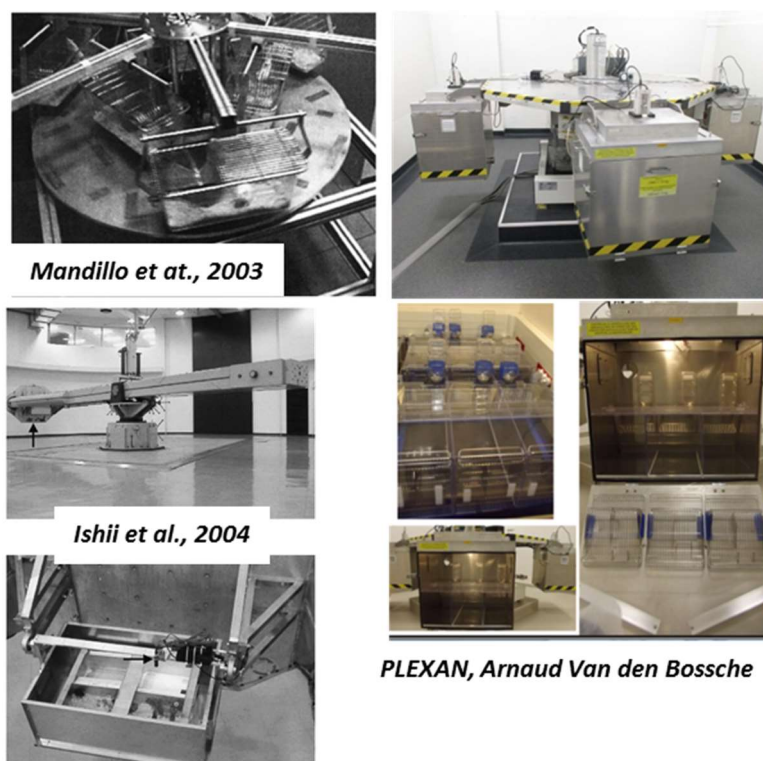 Mandillo et at., 2003
Ishii et al., 2004
PLEXAN, Arnaud Van den Bossche